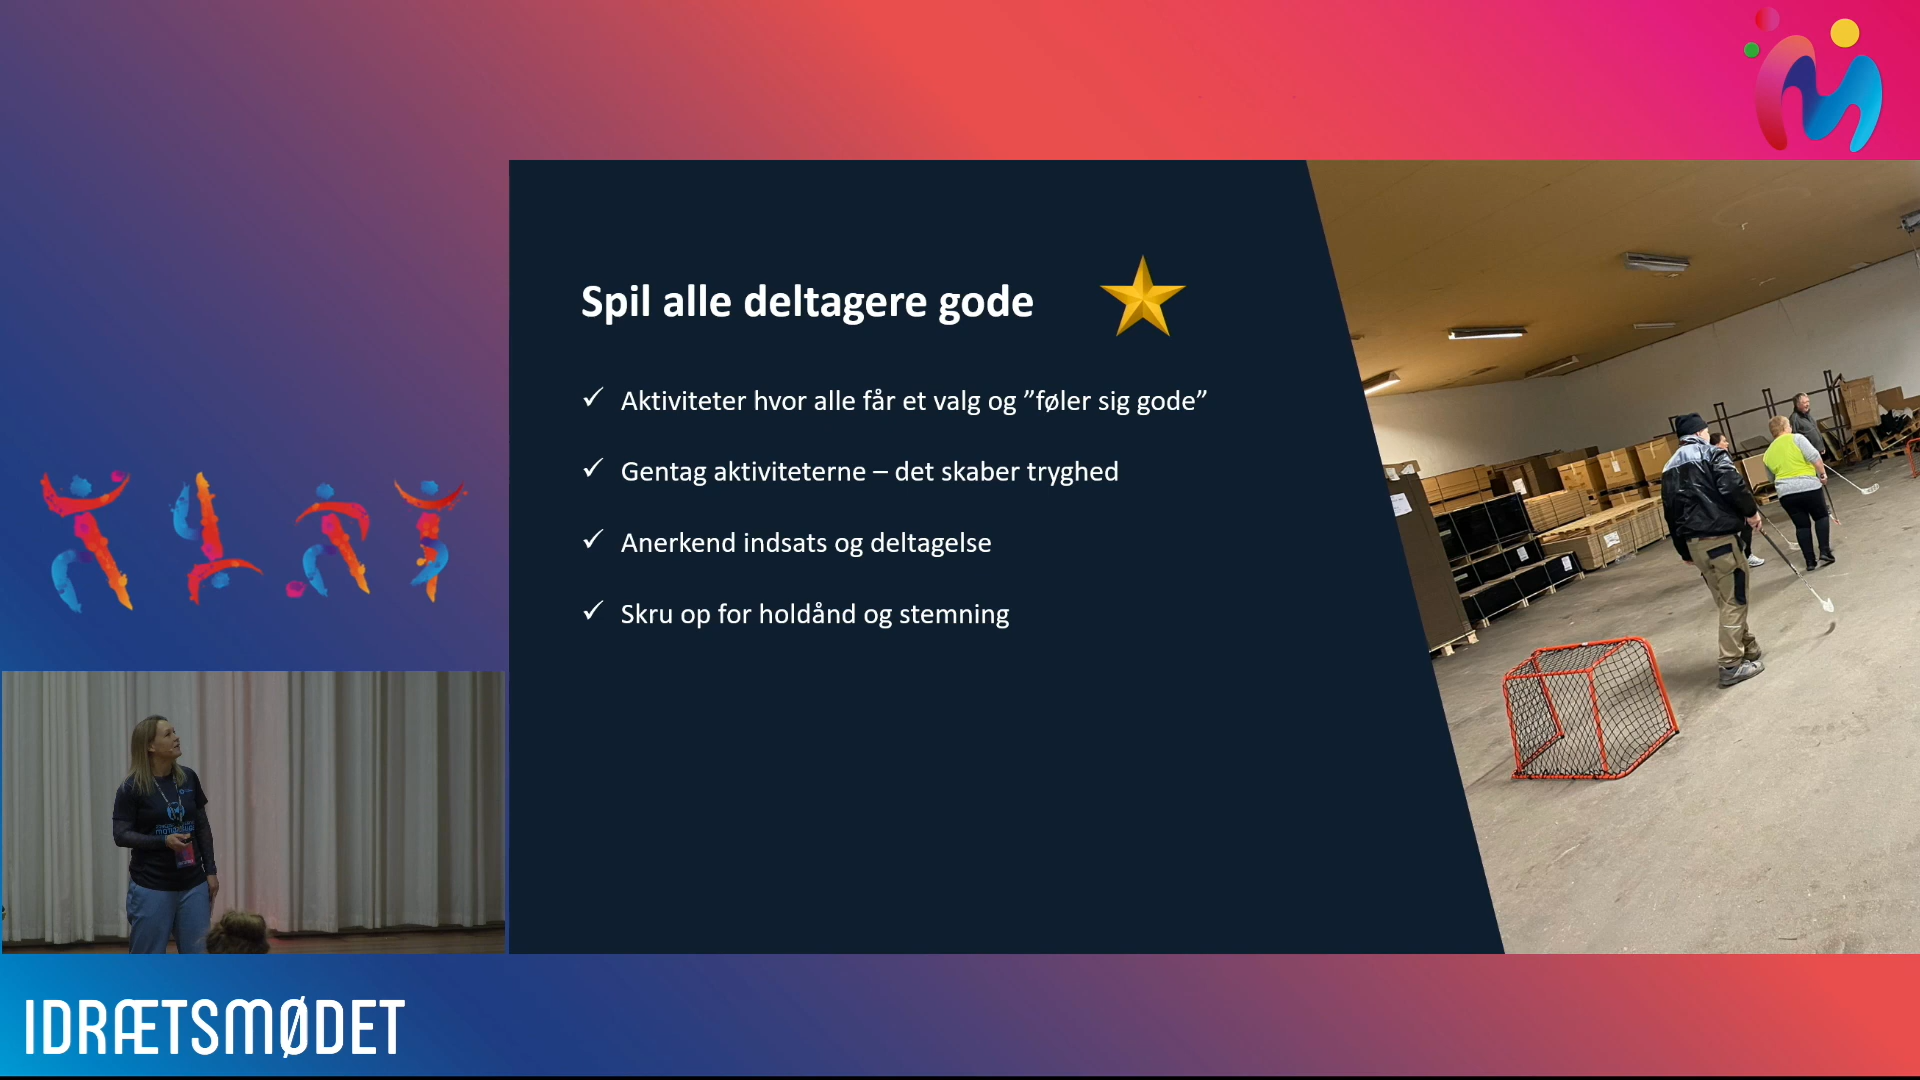 Spil alle deltagere gode
✓ Aktiviteter hvor alle får et valg og ”føler sig gode”
✓ Gentag aktiviteterne – det skaber tryghed
✓ Anerkend indsats og deltagelse
✓ Skru op for holdånd og stemning
IDRÆTSMØDET